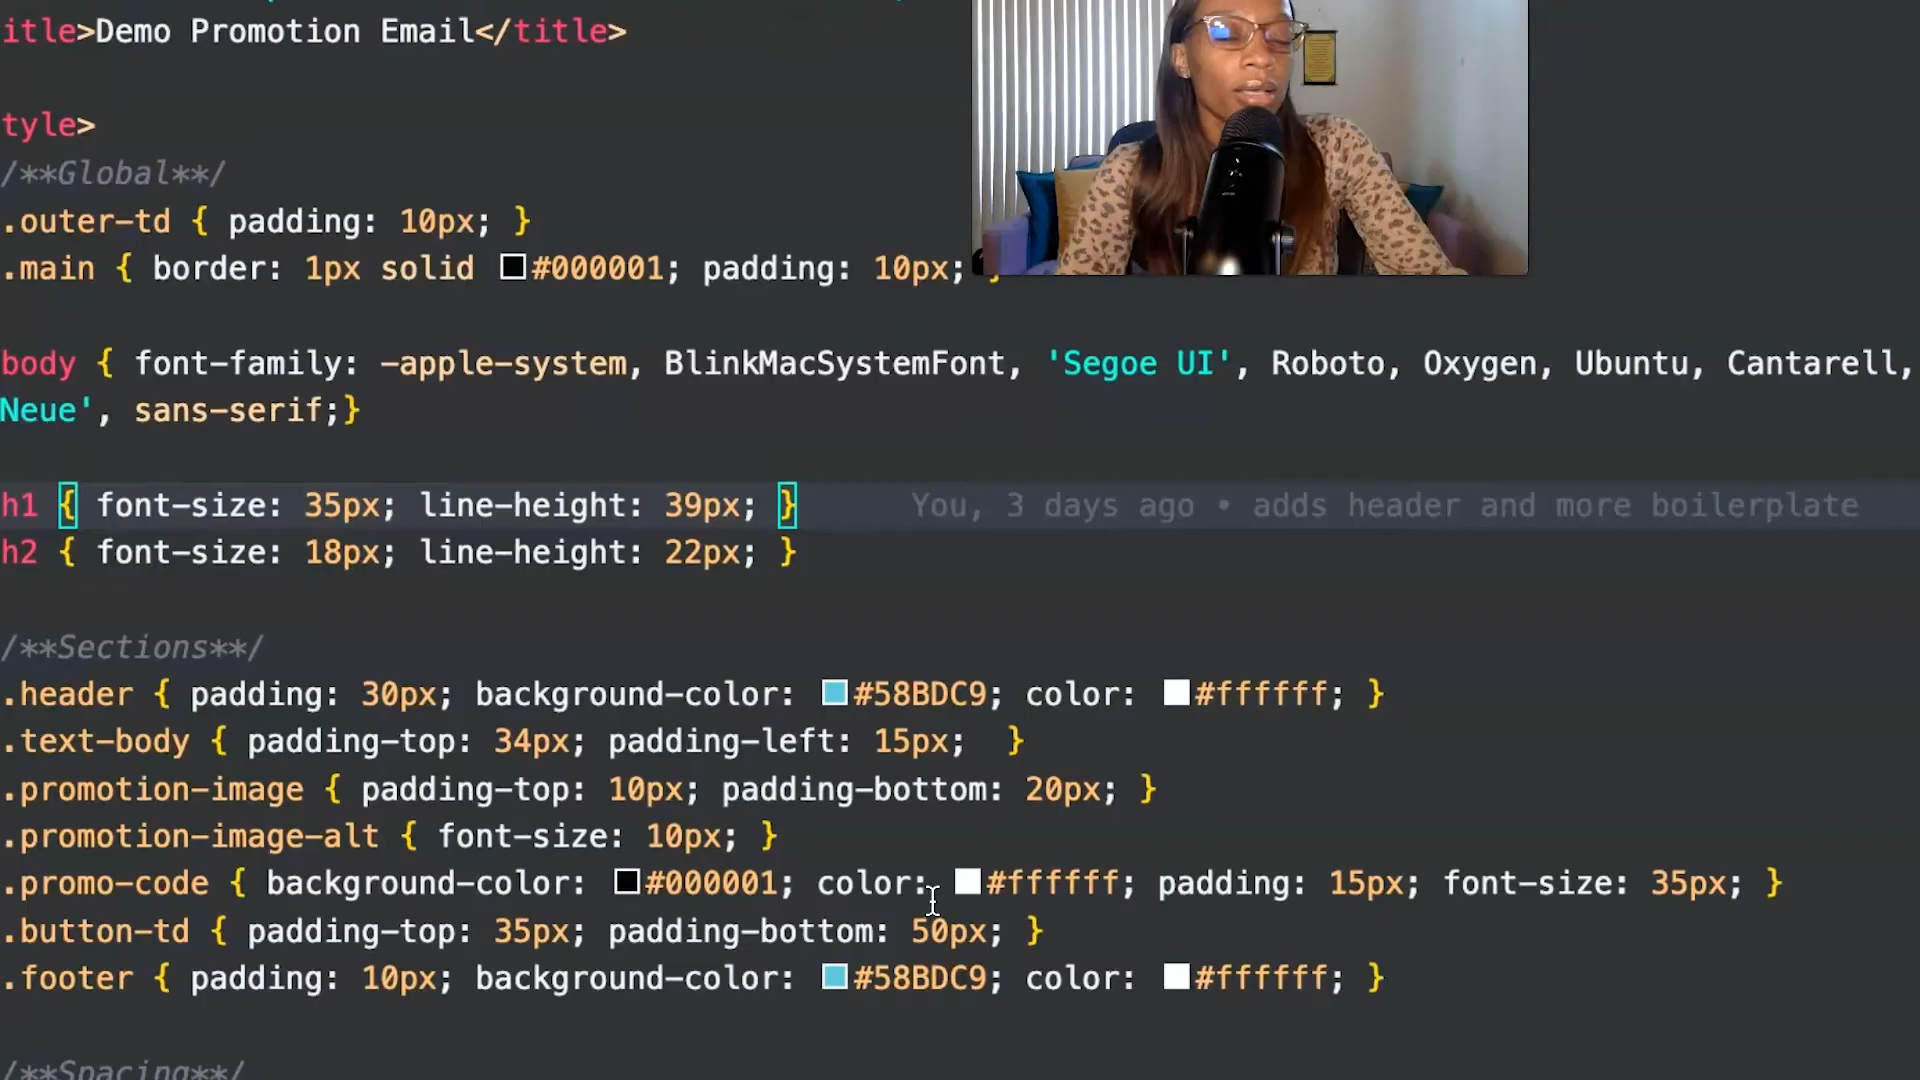 itle>Demo Promotion Email</title>
tyle>
/**Global**/
.outer-td { padding: 10px; }
.main { border: 1px solid #000001; padding: 10px; }
body { font-family: -apple-system, BlinkMacSystemFont, 'Segoe UI', Roboto, Oxygen, Ubuntu, Cantarell,
Neue', sans-serif;}
h1 { font-size: 35px; line-height: 39px; } You, 3 days ago • adds header and more boilerplate
h2 { font-size: 18px; line-height: 22px; }
/**Sections**/
.header { padding: 30px; background-color: #58BDC9; color: #ffffff; }
.text-body { padding-top: 34px; padding-left: 15px;  }
.promotion-image { padding-top: 10px; padding-bottom: 20px; }
.promotion-image-alt { font-size: 10px; }
.promo-code { background-color: #000001; color: #ffffff; padding: 15px; font-size: 35px; }
.button-td { padding-top: 35px; padding-bottom: 50px; }
.footer { padding: 10px; background-color: #58BDC9; color: #ffffff; }
/**Spacing**/